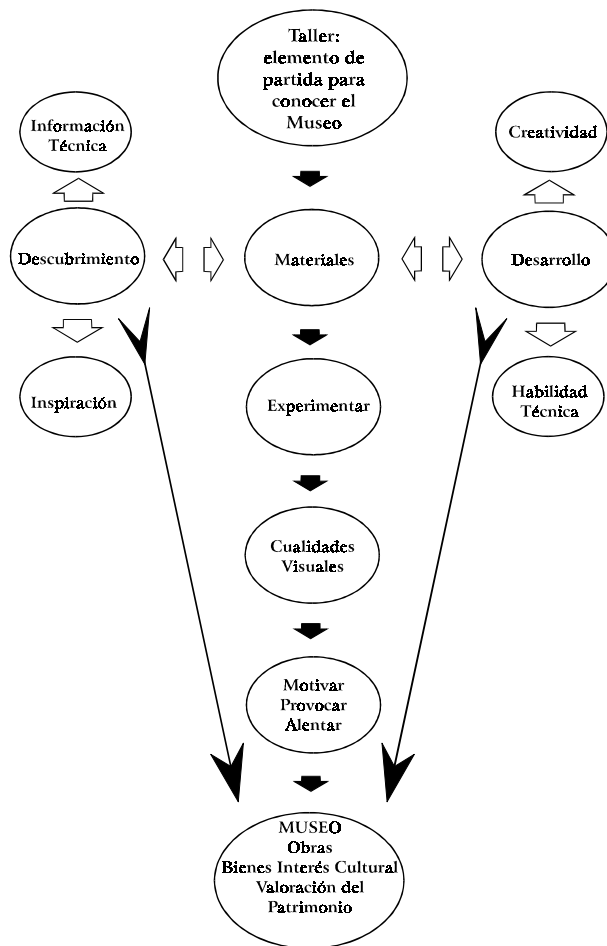 Taller:
elemento de
partida para
conocer el
Museo
Información
Técnica
Creatividad
Descubrimiento
Materiales
Desarrollo
Inspiración
Experimentar
Habilidad
Técnica
Cualidades
Visuales
Motivar
Provocar
Alentar
MUSEO
Obras
Bienes Interés Cultural
Valoración del
Patrimonio